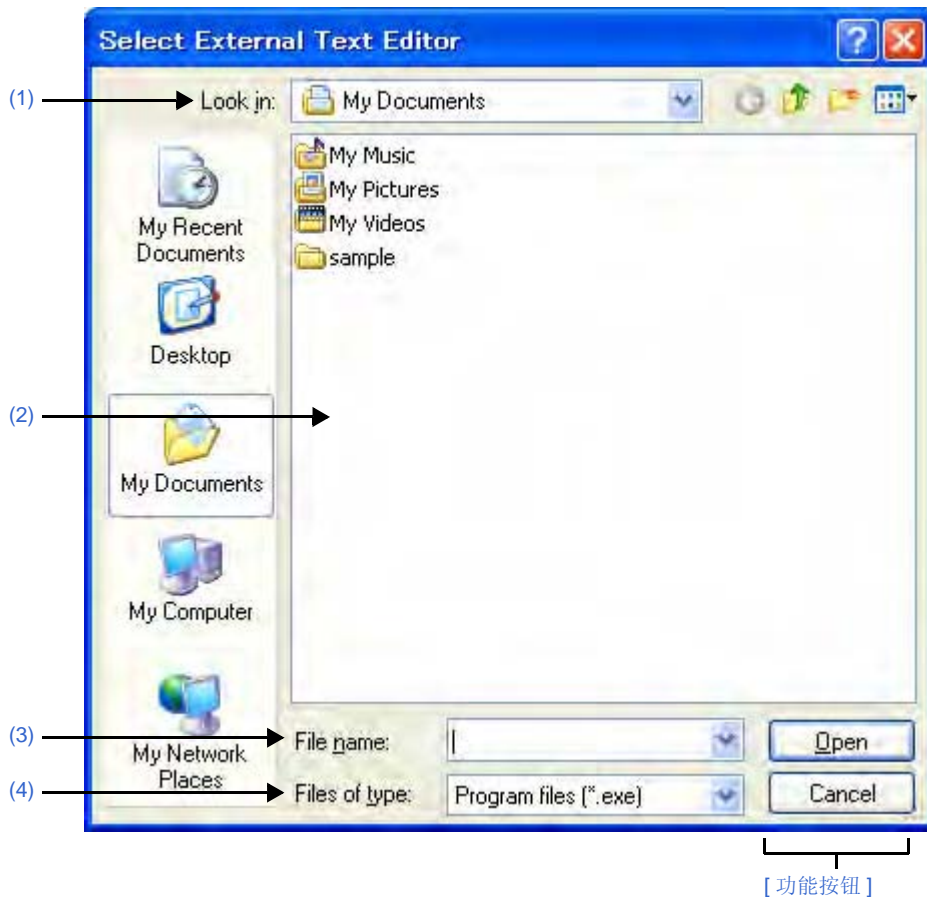 Select External Text Editor
(1)
Look in:
My Documents
My Music
My Pictures
My Videos
sample
My Recent
Documents
Desktop
(2)
My Documents
My Computer
My Network
Places
(3)
File name:
Open
(4)
Files of type:
Program files (*.exe)
Cancel
[ 功能按钮 ]